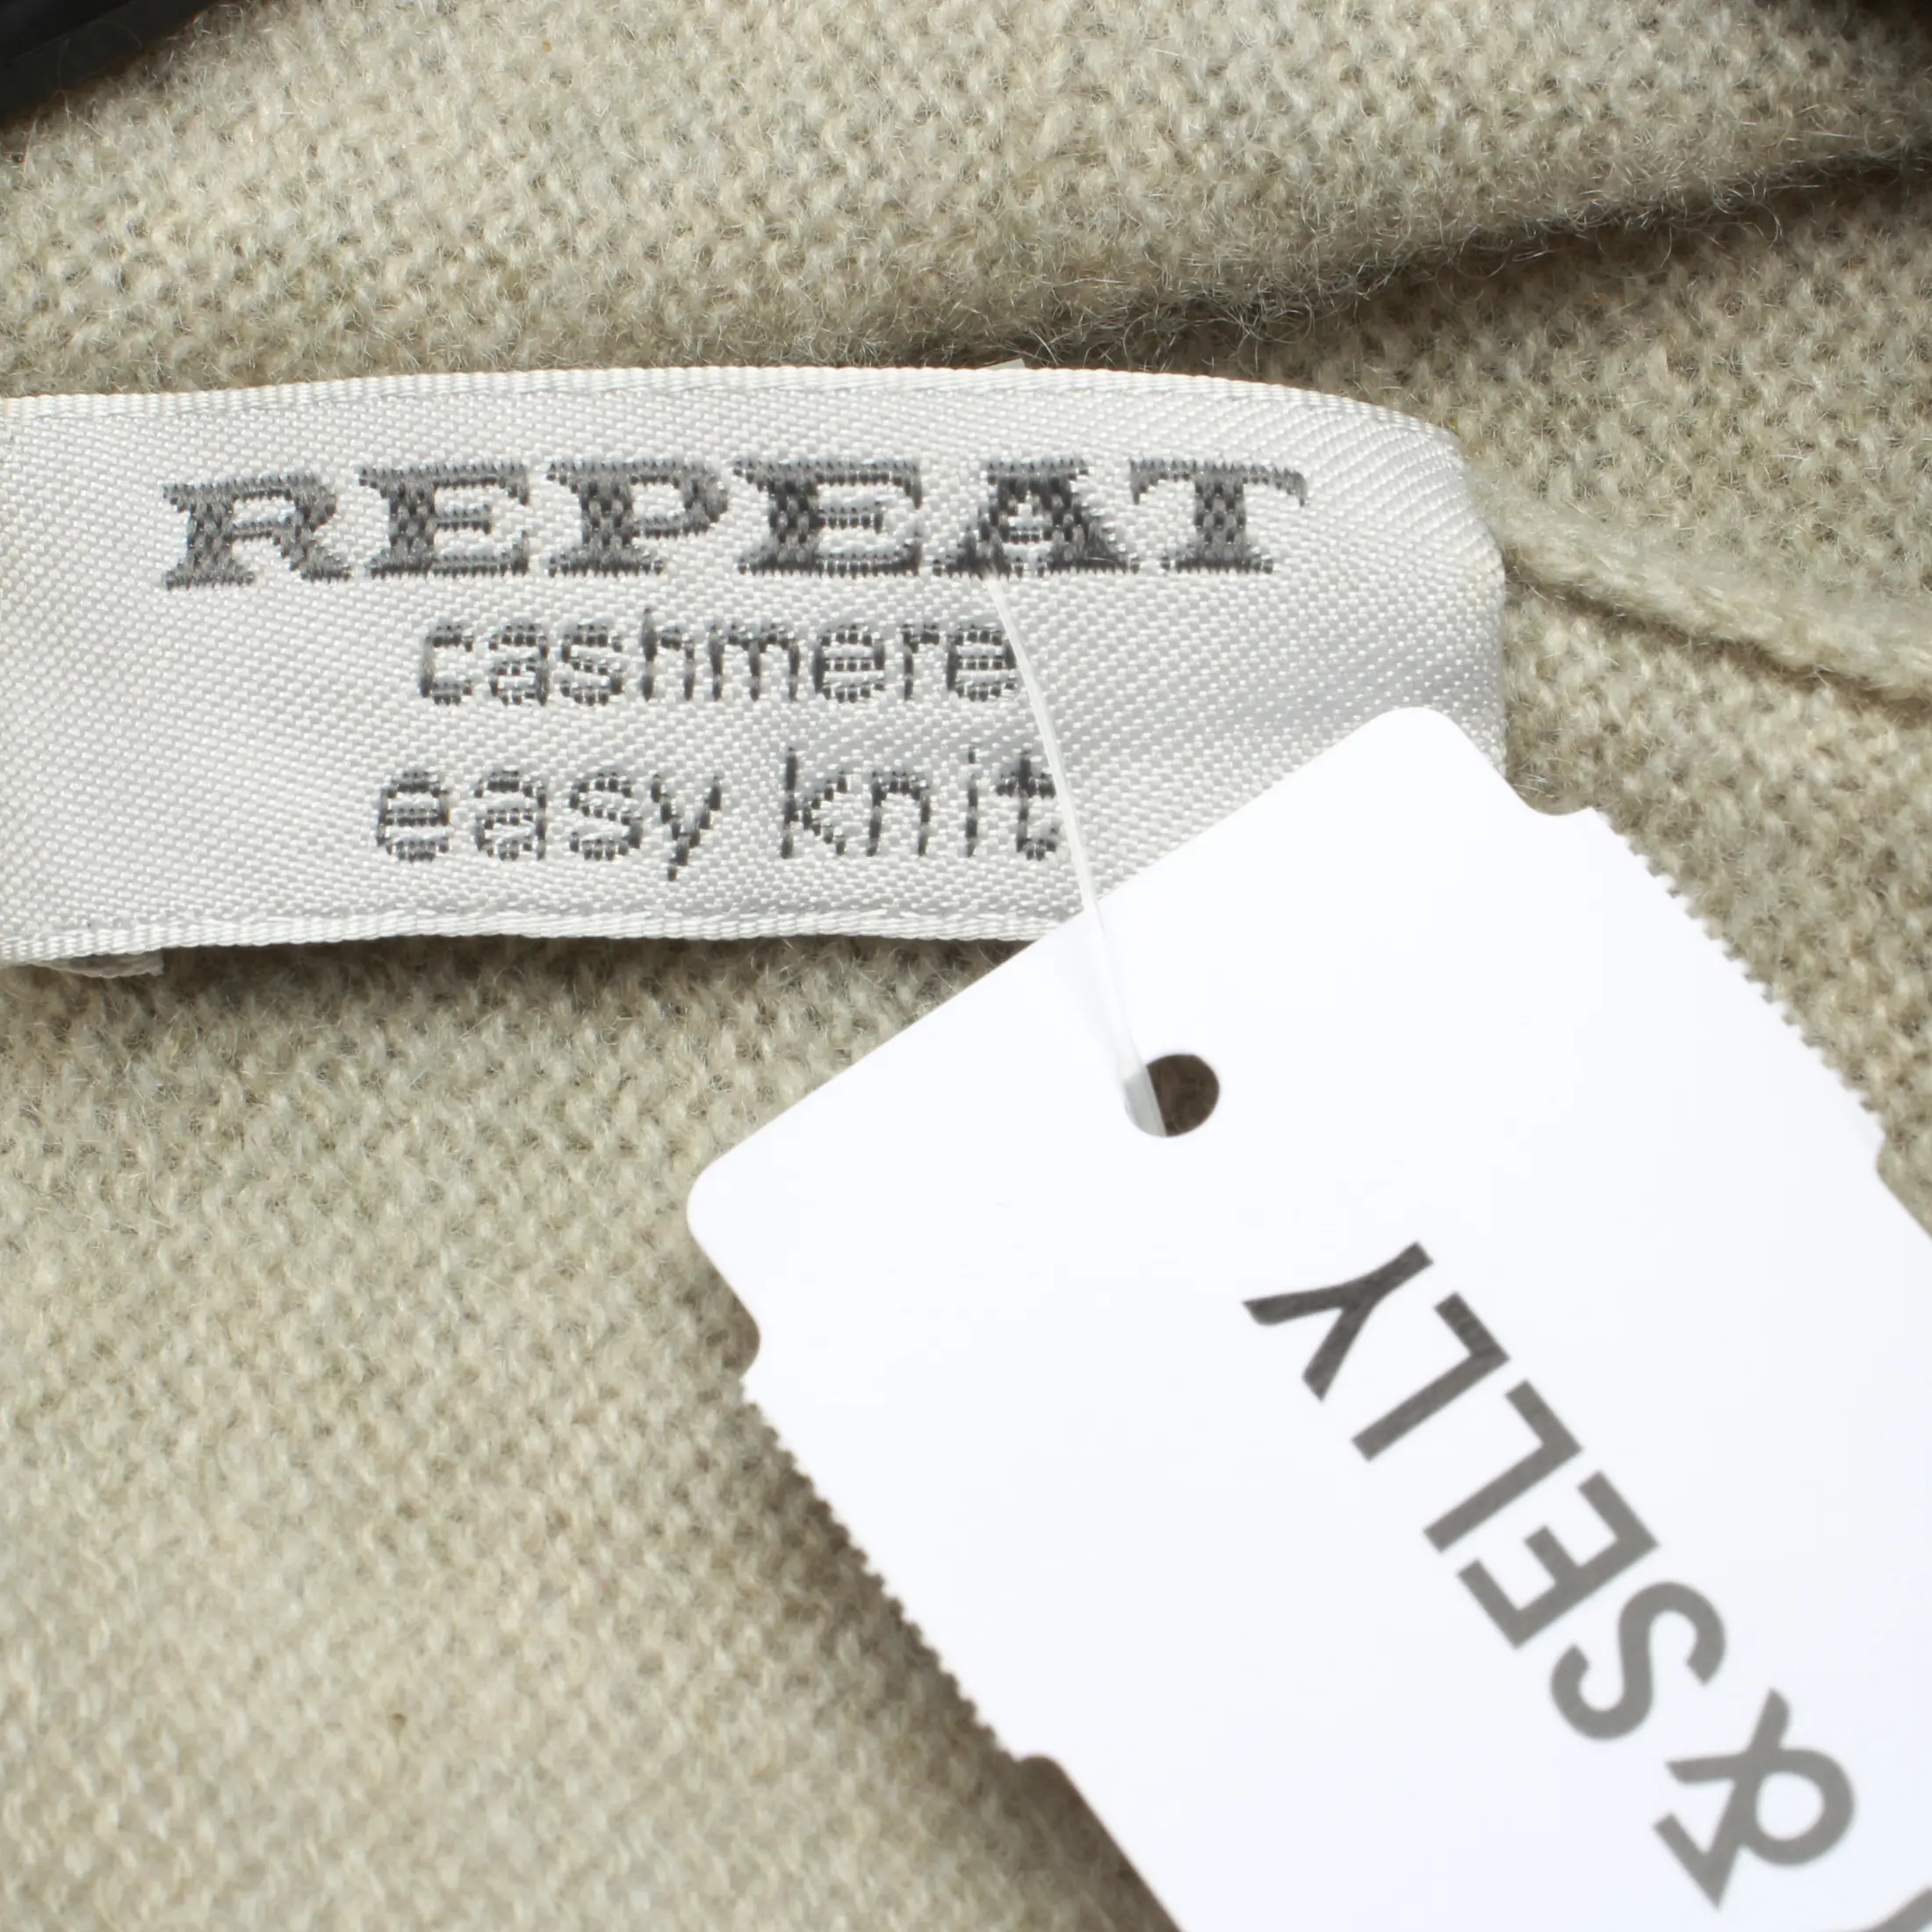 REPEAT
cashmere
easy knit
&SELLY